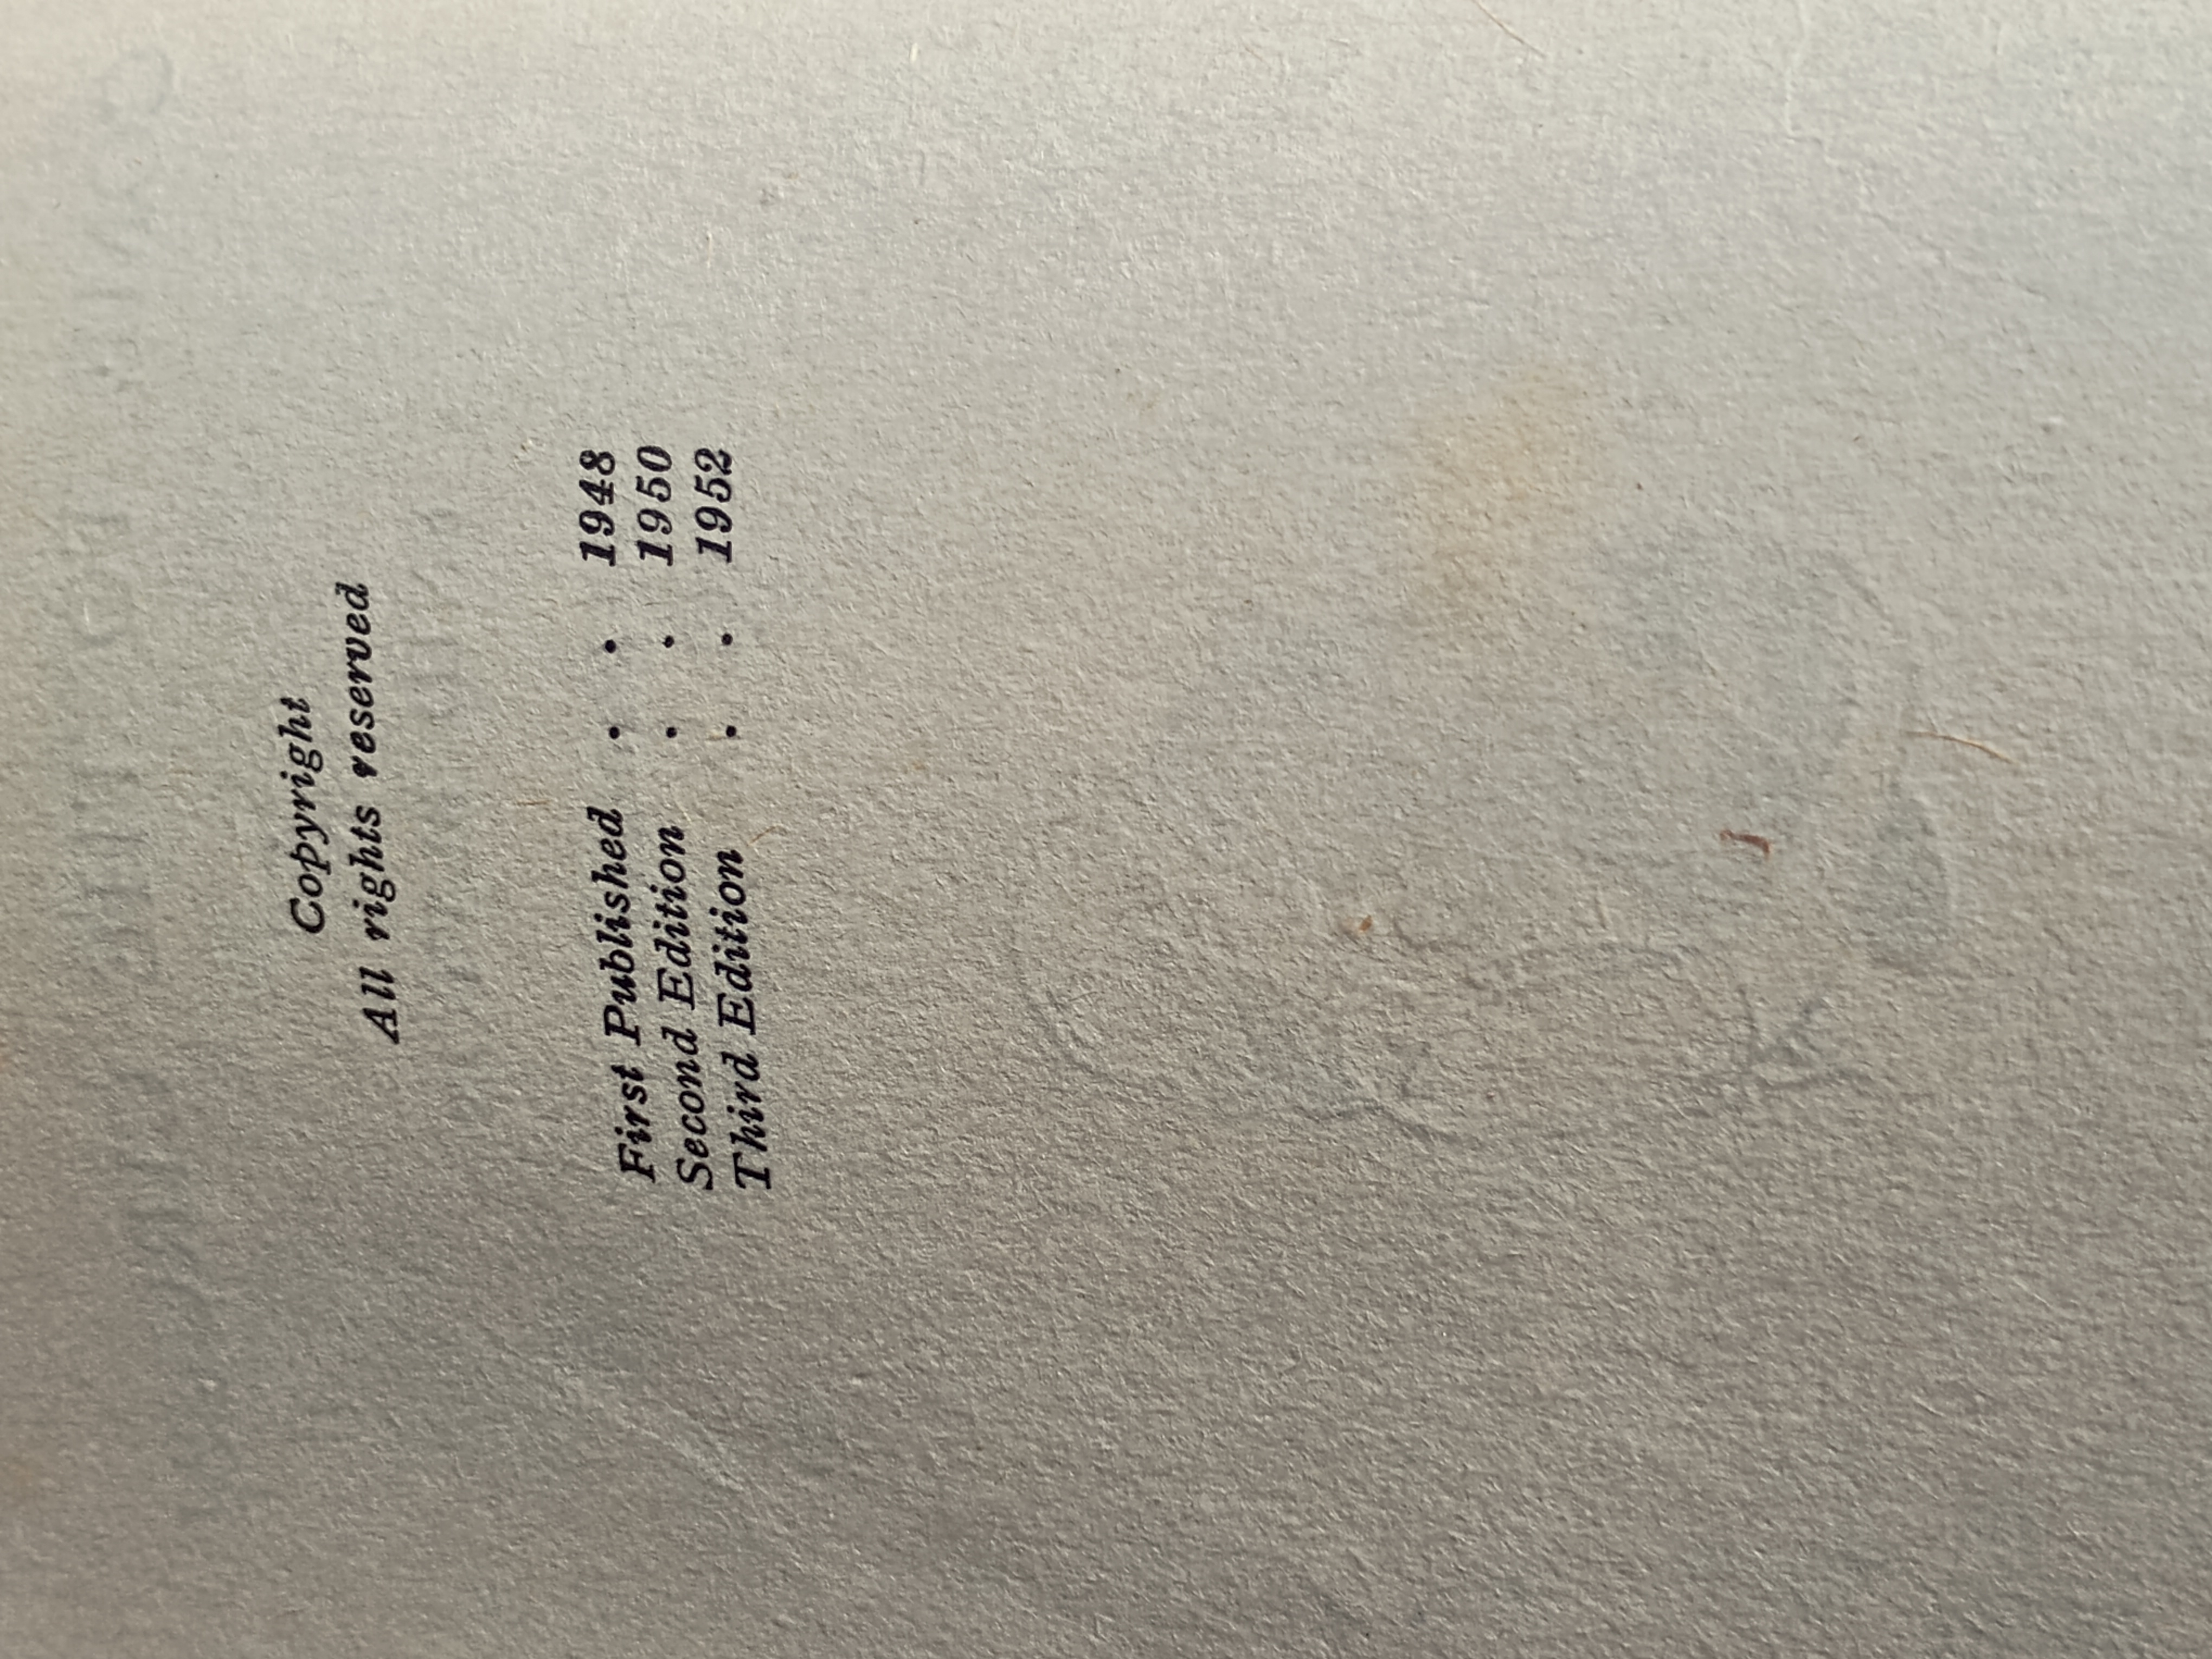 Copyright
All rights reserved
First Published . . 1948
Second Edition . . 1950
Third Edition . . 1952